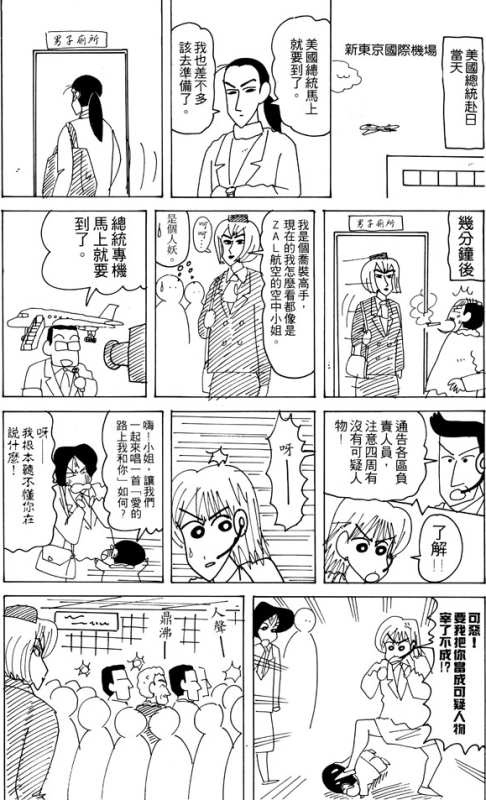 美國總統赴日
當天
新東京國際機場
美國總統馬上
就要到了。
我也差不多
該去準備了。
男子廁所
幾分鐘後
男子廁所
我是個喬裝高手，
現在的我怎麼看都像是
ZAL航空的空中小姐。
呵呵…
是個人妖。
總統專機
馬上就要
到了。
通告各區負
責人員，
注意四周有
沒有可疑人
物！
了解!!
呀——
嗨！小姐，讓我們
一起來唱一首「愛的
路上我和你」如何？
呀——
我根本聽不懂你在
說什麼！
可惡！
要我把你當成可疑人物
宰了不成!?
人聲
鼎沸